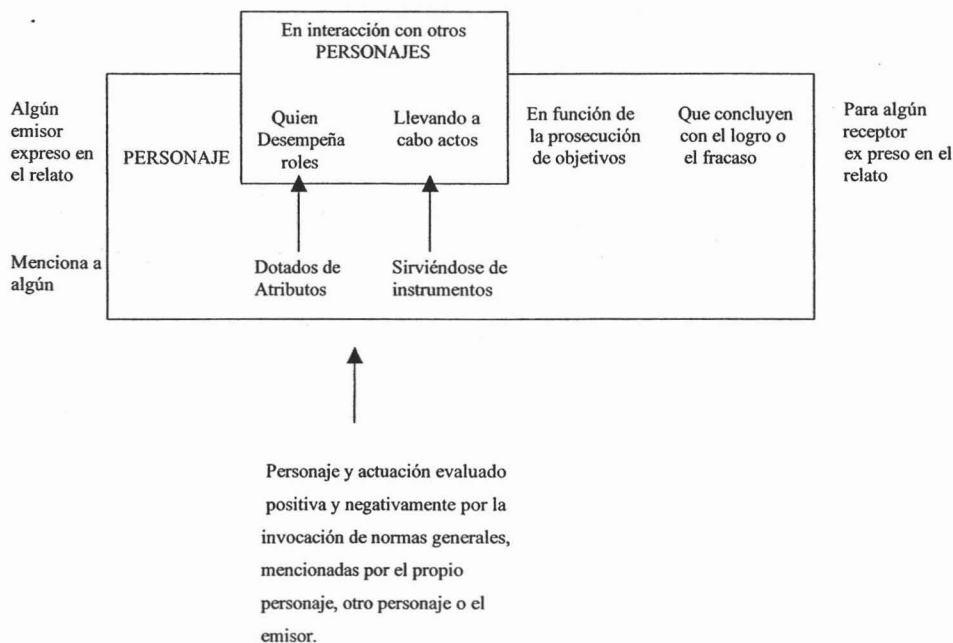 En interacción con otros
PERSONAJES
Algún
emisor
expreso en
el relato
Menciona a
algún
PERSONAJE
Quien
Desempeña
roles
Llevando a
cabo actos
En función de
la prosecución
de objetivos
Que concluyen
con el logro o
el fracaso
Para algún
receptor
ex preso en el
relato
Dotados de
Atributos
Sirviéndose de
instrumentos
Personaje y actuación evaluado
positiva y negativamente por la
invocación de normas generales,
mencionadas por el propio
personaje, otro personaje o el
emisor.